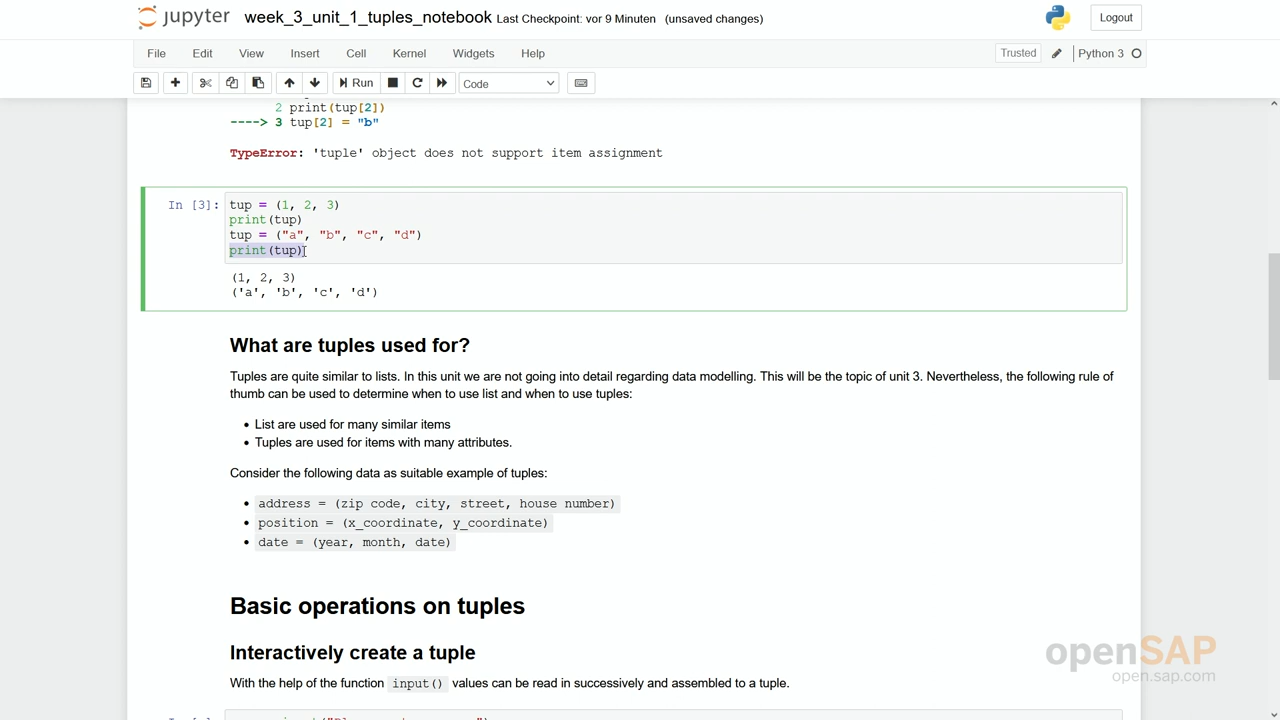 jupyter week_3_unit_1_tuples_notebook Last Checkpoint: vor 9 Minuten (unsaved changes) Logout
File Edit View Insert Cell Kernel Widgets Help Trusted Python 3
Run Code
2 print(tup[2])
----> 3 tup[2] = "b"
TypeError: 'tuple' object does not support item assignment
In [3]: tup = (1, 2, 3)
print(tup)
tup = ("a", "b", "c", "d")
print(tup)
(1, 2, 3)
('a', 'b', 'c', 'd')
What are tuples used for?
Tuples are quite similar to lists. In this unit we are not going into detail regarding data modelling. This will be the topic of unit 3. Nevertheless, the following rule of
thumb can be used to determine when to use list and when to use tuples:
• List are used for many similar items
• Tuples are used for items with many attributes.
Consider the following data as suitable example of tuples:
• address = (zip code, city, street, house number)
• position = (x_coordinate, y_coordinate)
• date = (year, month, date)
Basic operations on tuples
Interactively create a tuple
With the help of the function input() values can be read in successively and assembled to a tuple.
openSAP
open.sap.com